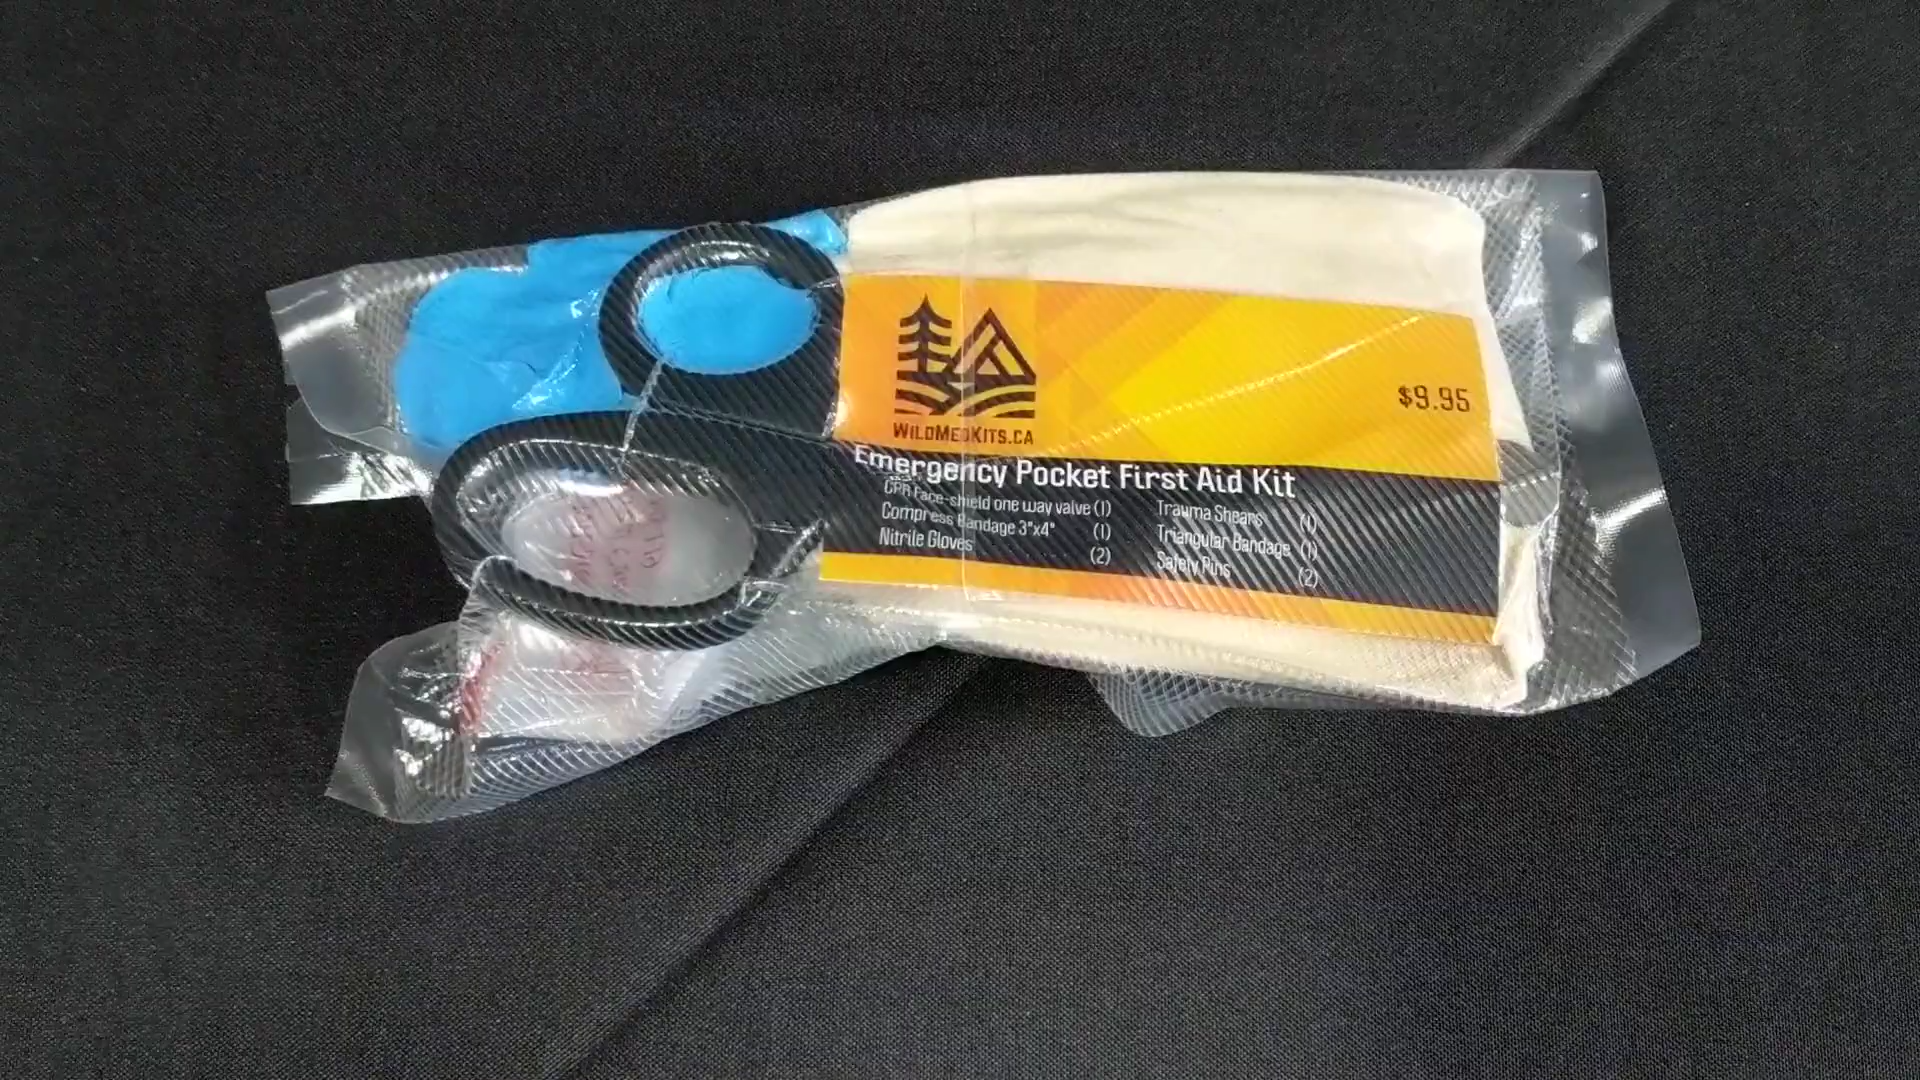 WILDMEDKITS.CA
$9.95
Emergency Pocket First Aid Kit
CPR Face-shield one way valve (1)
Compress Bandage 3"x4" (1)
Nitrile Gloves (2)
Trauma Shears (1)
Triangular Bandage (1)
Safety Pins (2)